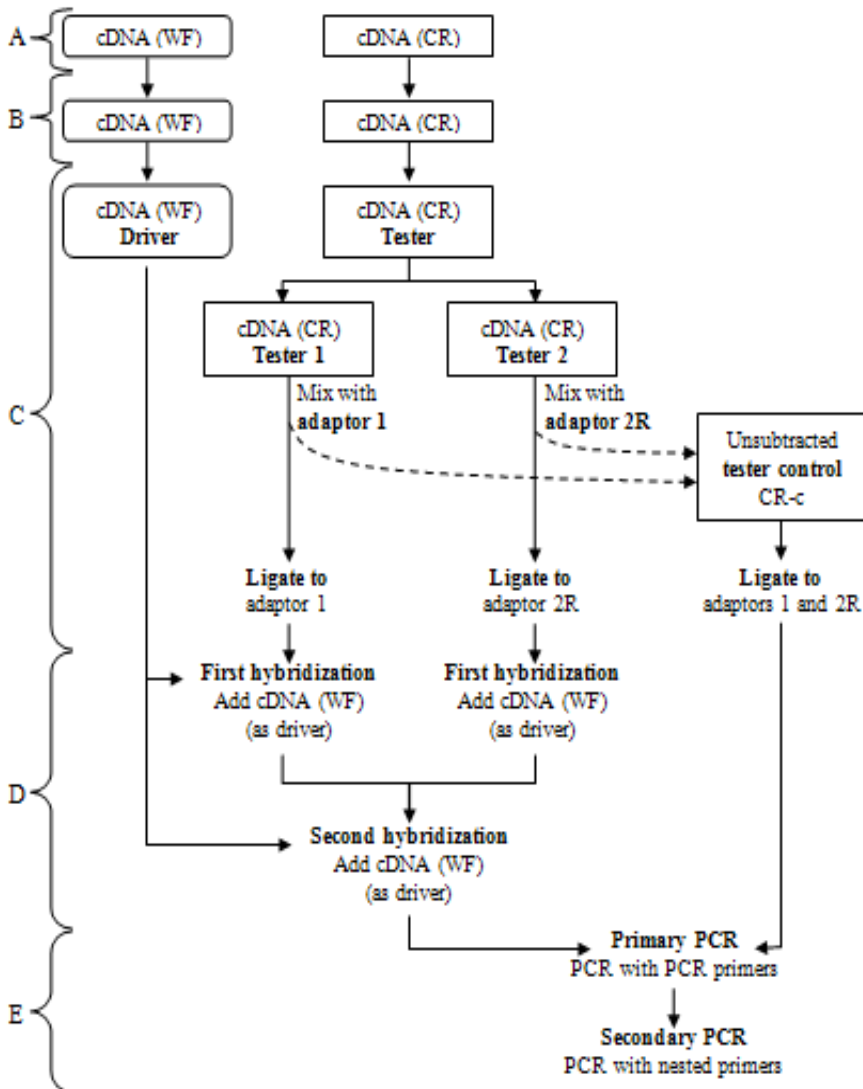 A
cDNA (WF)
cDNA (CR)
B
cDNA (WF)
cDNA (CR)
cDNA (WF)
Driver
cDNA (CR)
Tester
C
cDNA (CR)
Tester 1
cDNA (CR)
Tester 2
Mix with
adaptor 1
Mix with
adaptor 2R
Unsubtracted
tester control
CR-c
Ligate to
adaptor 1
Ligate to
adaptor 2R
Ligate to
adaptors 1 and 2R
First hybridization
Add cDNA (WF)
(as driver)
First hybridization
Add cDNA (WF)
(as driver)
D
Second hybridization
Add cDNA (WF)
(as driver)
E
Primary PCR
PCR with PCR primers
Secondary PCR
PCR with nested primers